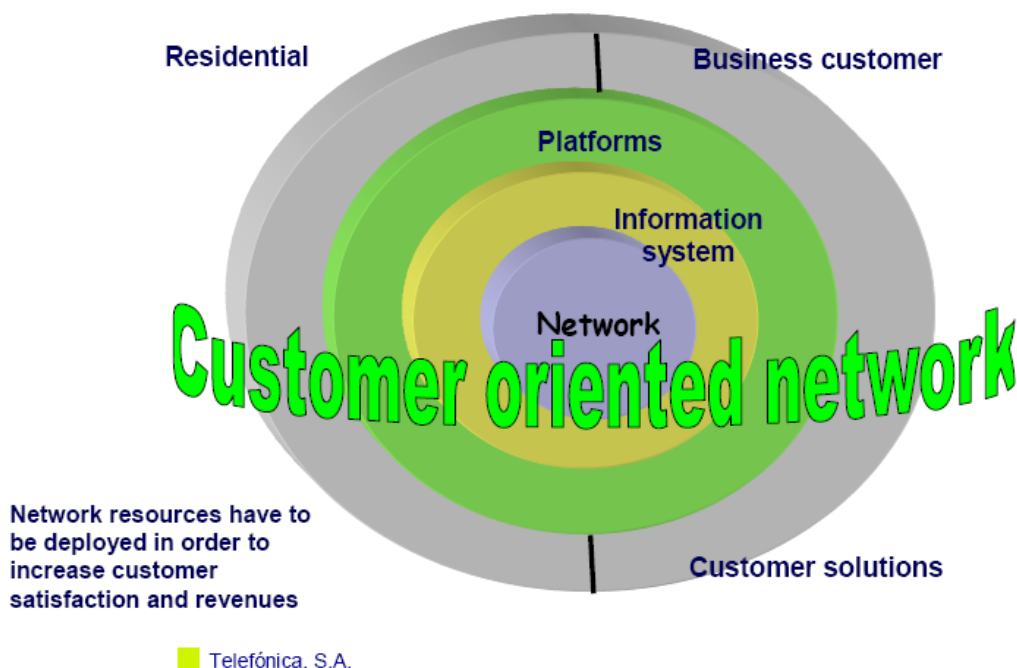 Residential
Business customer
Platforms
Information
system
Network
Customer oriented network
Network resources have to
be deployed in order to
increase customer
satisfaction and revenues
Customer solutions
Telefónica, S.A.